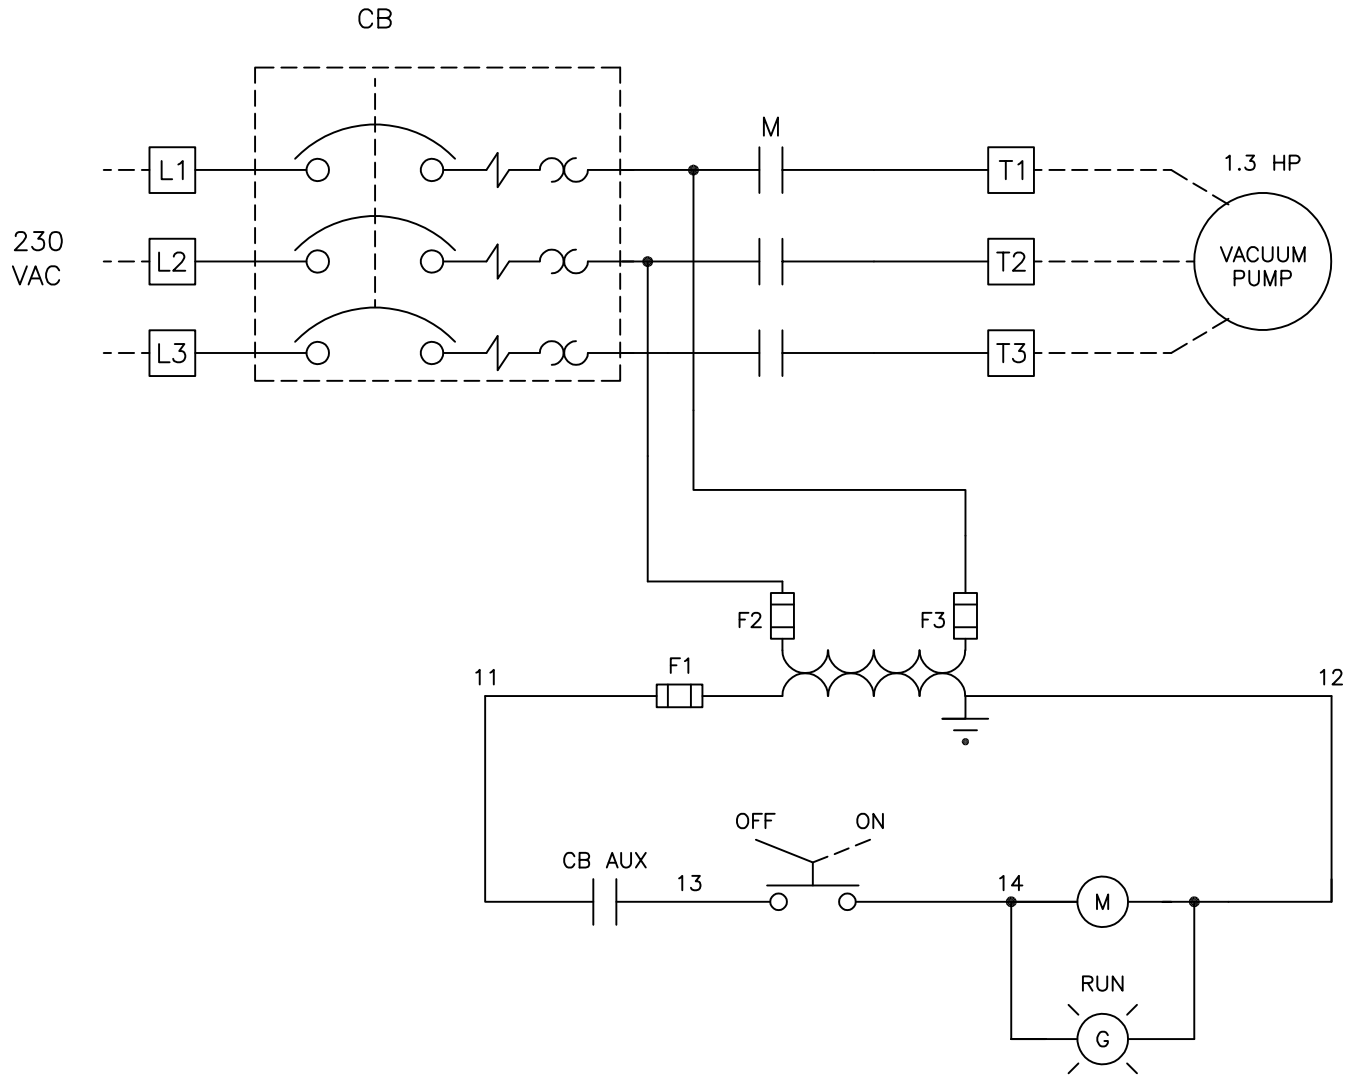 CB
M
L1
T1
1.3 HP
230
VAC
L2
T2
VACUUM
PUMP
L3
T3
F2
F3
11
F1
12
OFF
ON
CB AUX
13
14
M
RUN
G